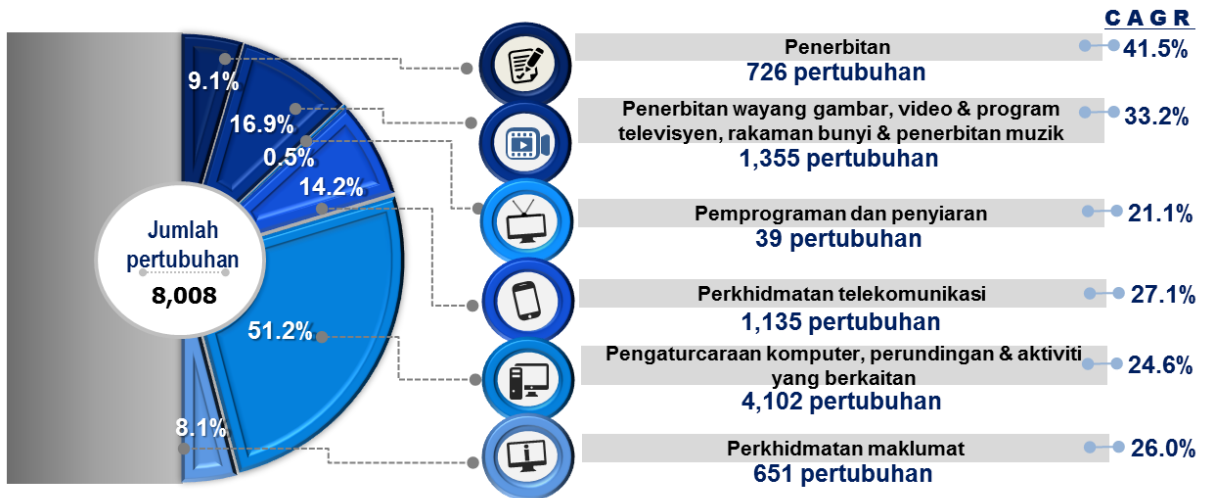 CAGR
9.1%
16.9%
0.5%
14.2%
51.2%
8.1%
Jumlah
pertubuhan
8,008
Penerbitan
726 pertubuhan
41.5%
Penerbitan wayang gambar, video & program
televisyen, rakaman bunyi & penerbitan muzik
1,355 pertubuhan
33.2%
Pemprograman dan penyiaran
39 pertubuhan
21.1%
Perkhidmatan telekomunikasi
1,135 pertubuhan
27.1%
Pengaturcaraan komputer, perundingan & aktiviti
yang berkaitan
4,102 pertubuhan
24.6%
Perkhidmatan maklumat
651 pertubuhan
26.0%